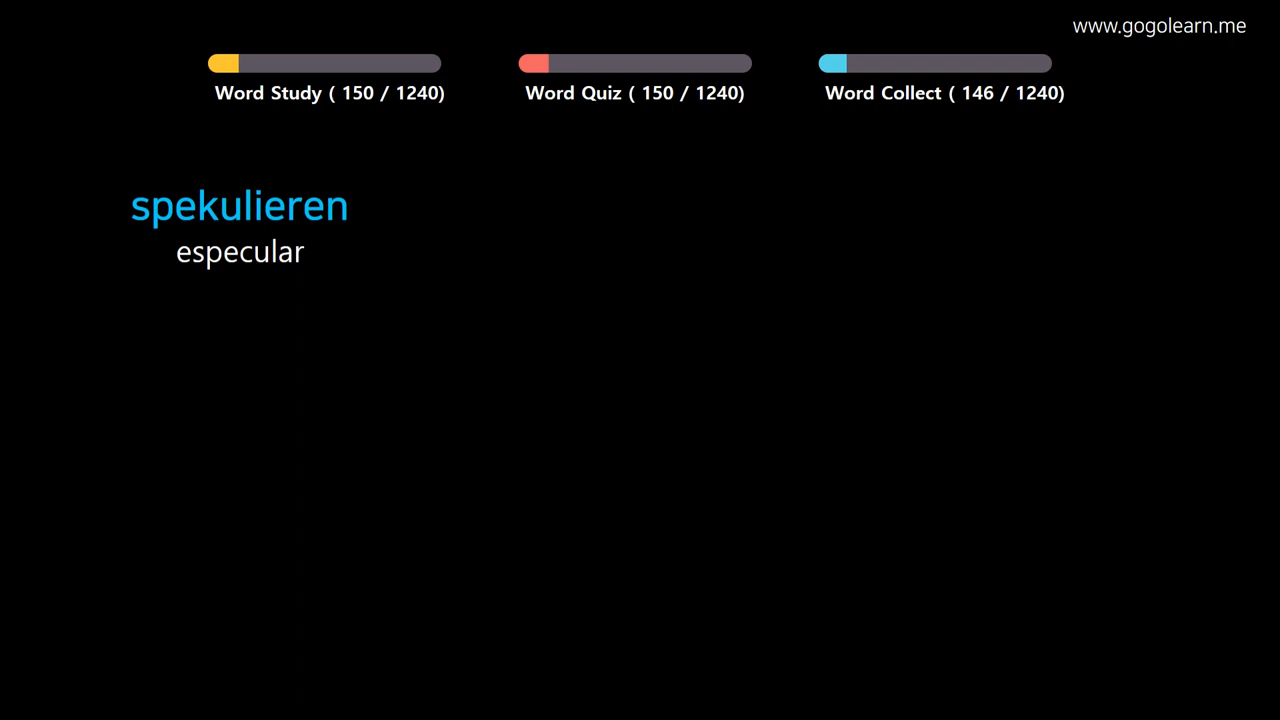 www.gogolearn.me
Word Study ( 150 / 1240)
Word Quiz ( 150 / 1240)
Word Collect ( 146 / 1240)
spekulieren
especular